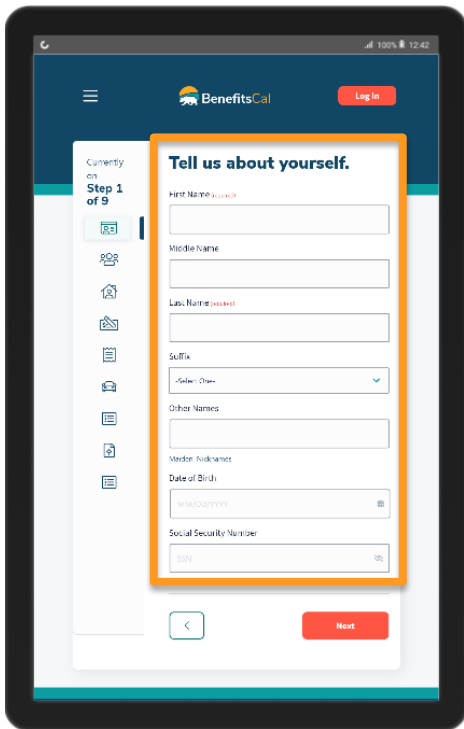 100% 12:42
BenefitsCal
Log In
Currently
on
Step 1
of 9
Tell us about yourself.
First Name (required)
Middle Name
Last Name (required)
Suffix
-Select One-
Other Names
Maiden, Nicknames
Date of Birth
MM/DD/YYYY
Social Security Number
SSN
Next